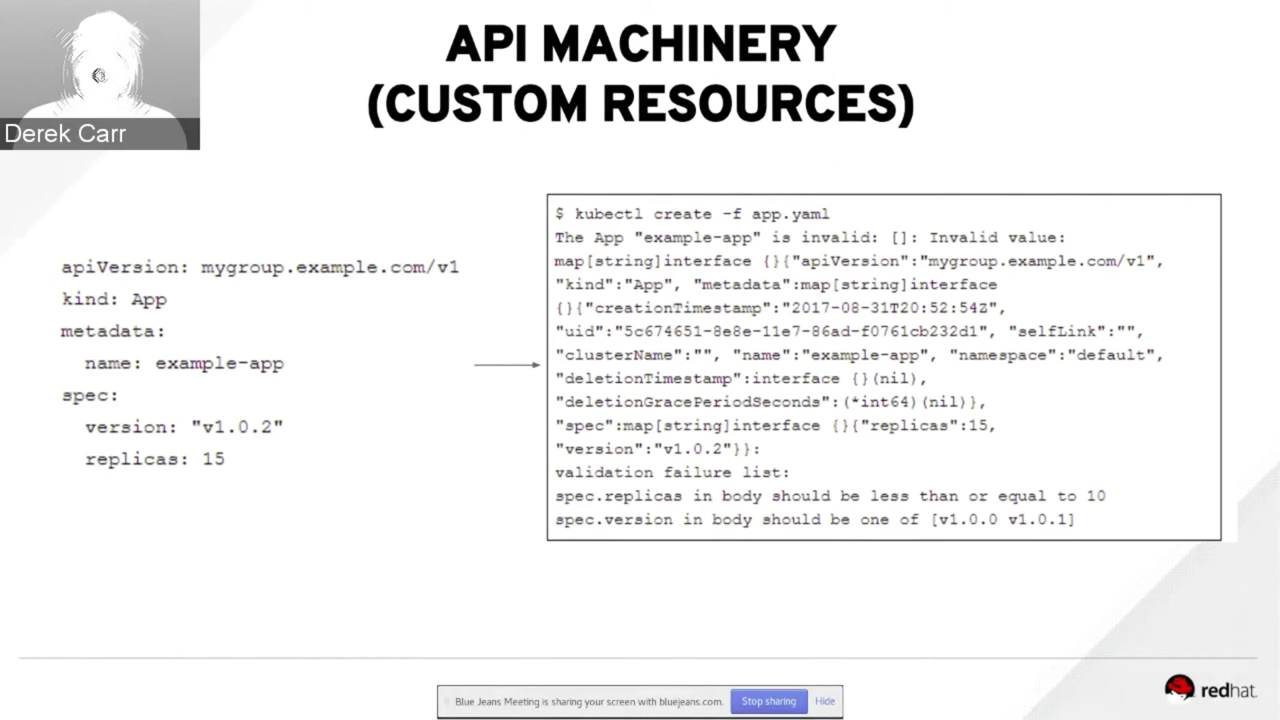 API MACHINERY
(CUSTOM RESOURCES)
Derek Carr
apiVersion: mygroup.example.com/v1
kind: App
metadata:
  name: example-app
spec:
  version: "v1.0.2"
  replicas: 15
$ kubectl create -f app.yaml
The App "example-app" is invalid: []: Invalid value:
map[string]interface {}{"apiVersion":"mygroup.example.com/v1",
"kind":"App", "metadata":map[string]interface
{}{"creationTimestamp":"2017-08-31T20:52:54Z",
"uid":"5c674651-8e8e-11e7-86ad-f0761cb232d1", "selfLink":"",
"clusterName":"", "name":"example-app", "namespace":"default",
"deletionTimestamp":interface {}(nil),
"deletionGracePeriodSeconds":(*int64)(nil)},
"spec":map[string]interface {}{"replicas":15,
"version":"v1.0.2"}}:
validation failure list:
spec.replicas in body should be less than or equal to 10
spec.version in body should be one of [v1.0.0 v1.0.1]
redhat.
Blue Jeans Meeting is sharing your screen with bluejeans.com.
Stop sharing
Hide